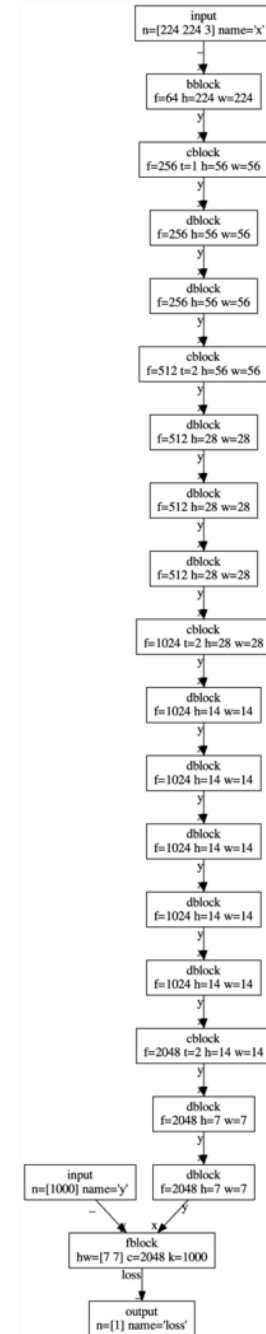 input
n=[224 224 3] name='x'
_
x
bblock
f=64 h=224 w=224
y
x
cblock
f=256 t=1 h=56 w=56
y
x
dblock
f=256 h=56 w=56
y
x
dblock
f=256 h=56 w=56
y
x
cblock
f=512 t=2 h=56 w=56
y
x
dblock
f=512 h=28 w=28
y
x
dblock
f=512 h=28 w=28
y
x
dblock
f=512 h=28 w=28
y
x
cblock
f=1024 t=2 h=28 w=28
y
x
dblock
f=1024 h=14 w=14
y
x
dblock
f=1024 h=14 w=14
y
x
dblock
f=1024 h=14 w=14
y
x
dblock
f=1024 h=14 w=14
y
x
dblock
f=1024 h=14 w=14
y
x
cblock
f=2048 t=2 h=14 w=14
y
x
dblock
f=2048 h=7 w=7
y
x
input
n=[1000] name='y'
dblock
f=2048 h=7 w=7
_
y
y
x
fblock
hw=[7 7] c=2048 k=1000
loss
_
output
n=[1] name='loss'